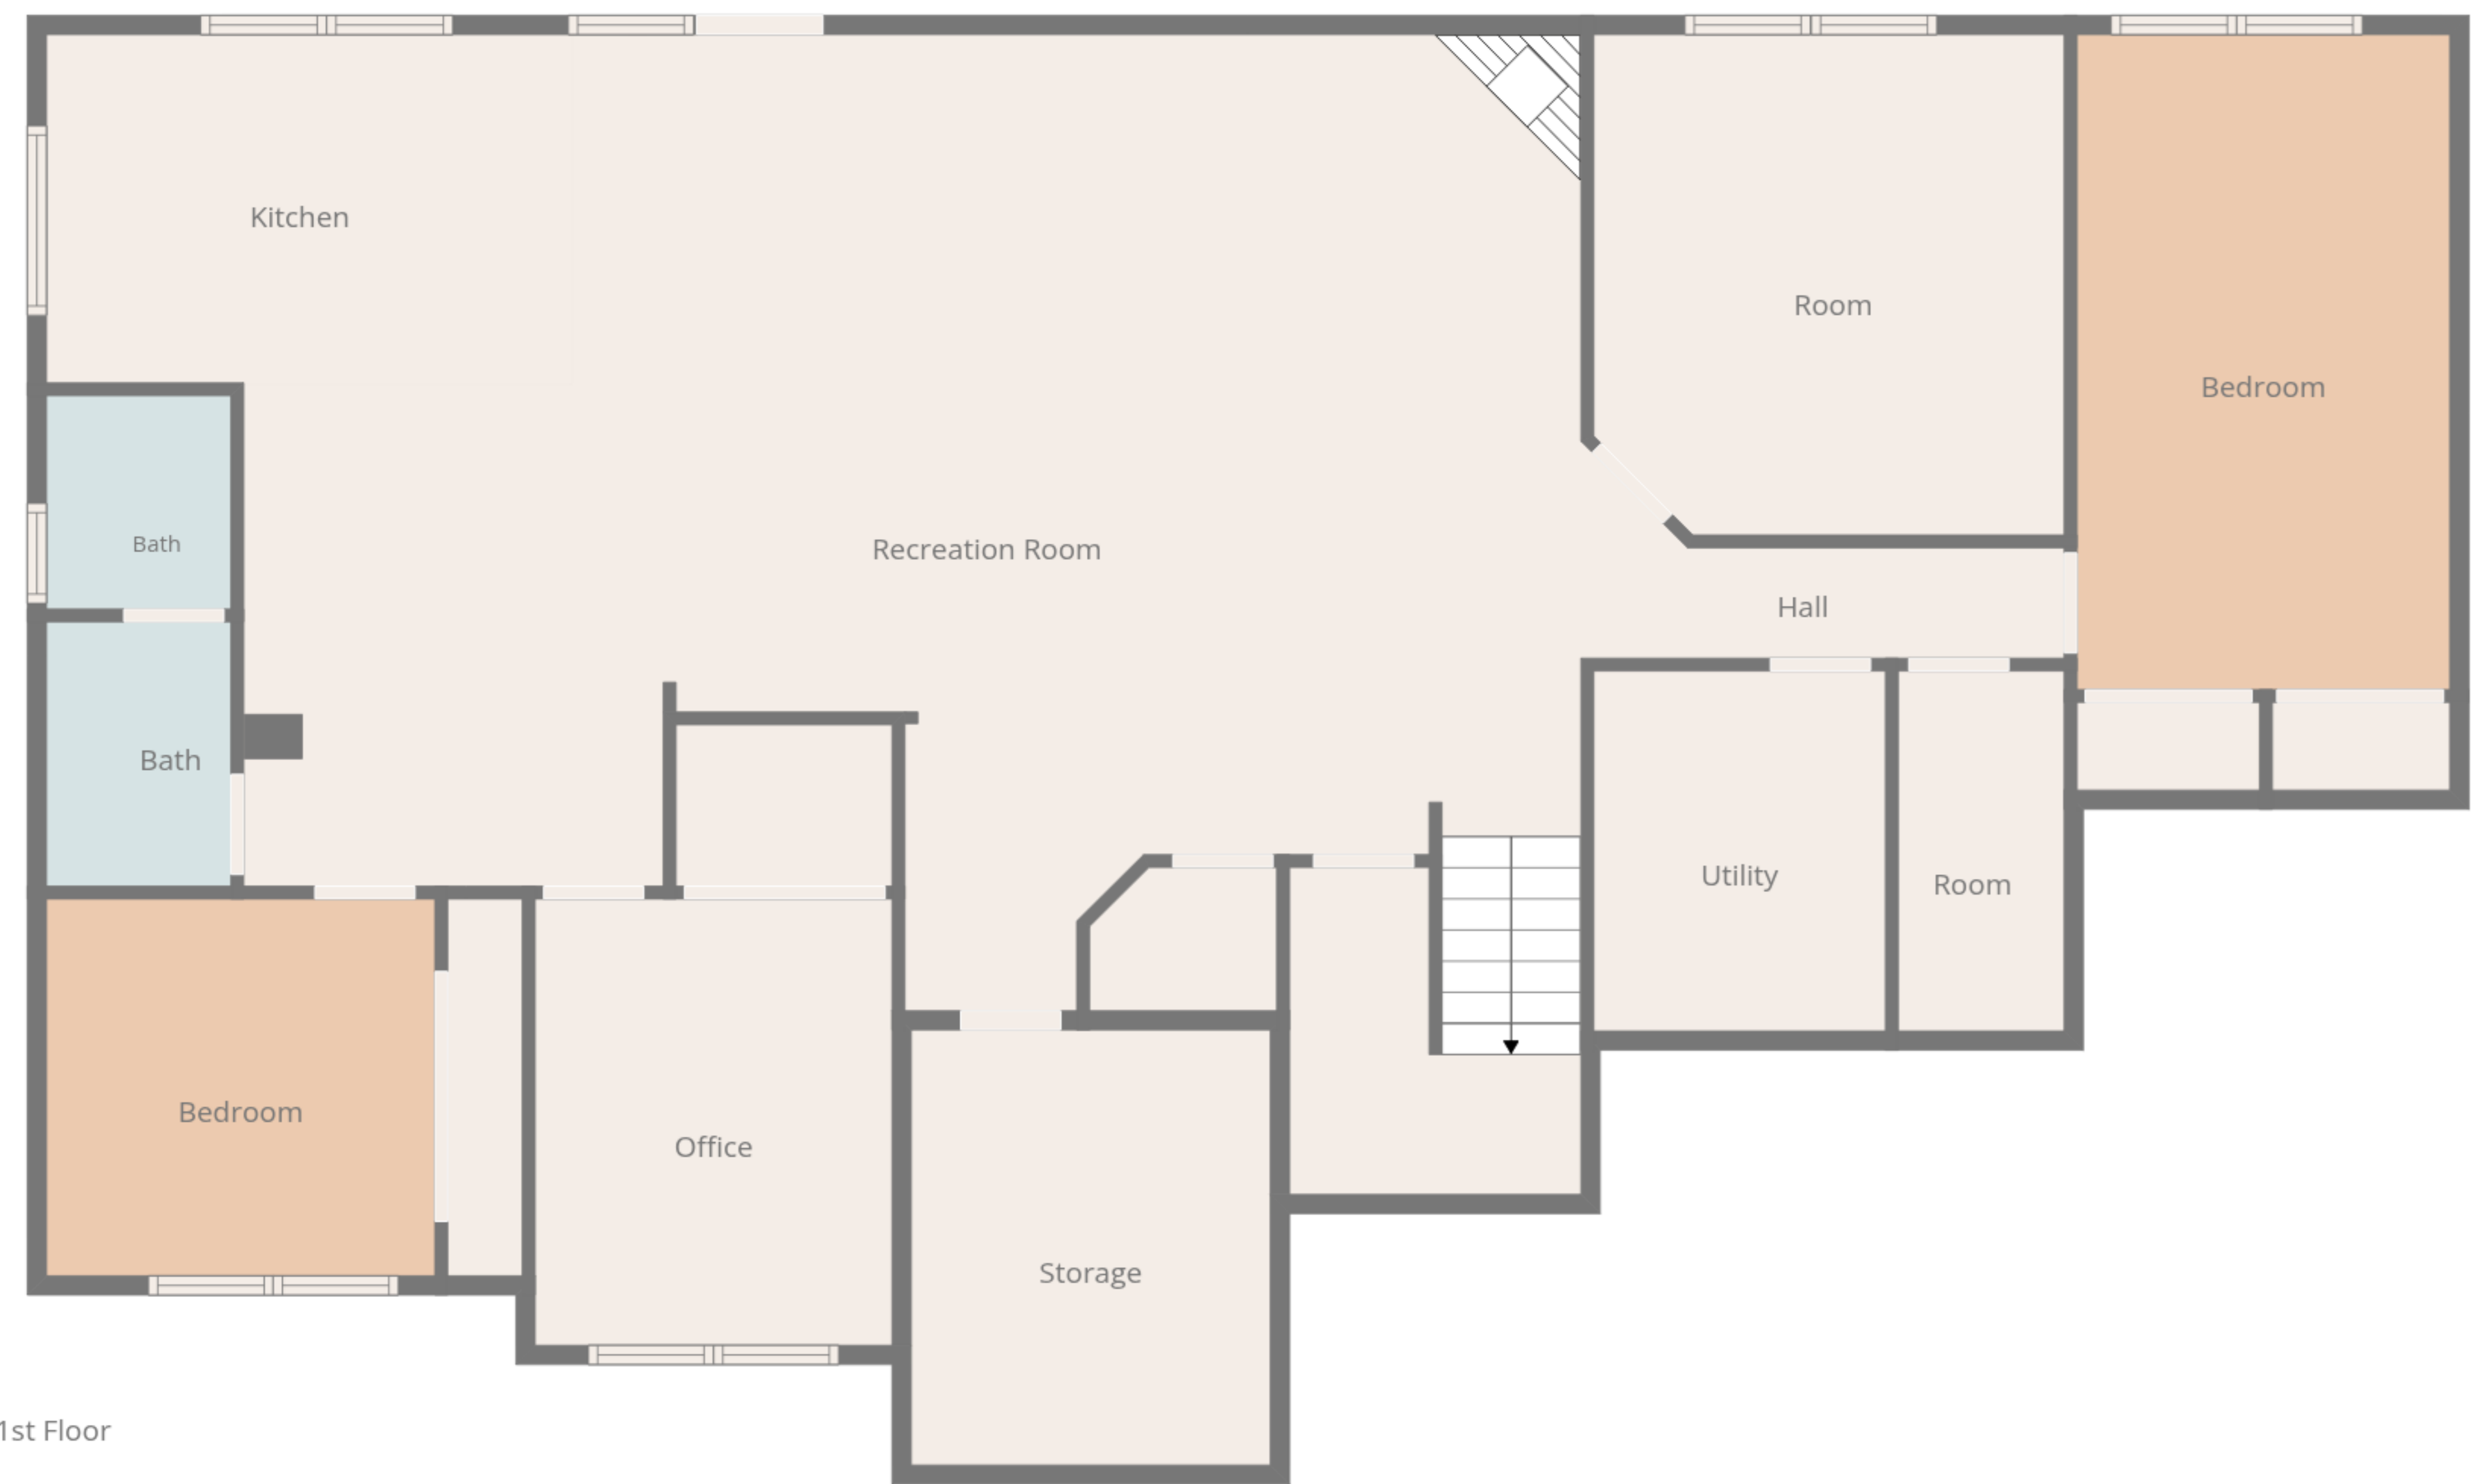 Kitchen
Room
Bedroom
Bath
Recreation Room
Hall
Bath
Utility
Room
Bedroom
Office
Storage
1st Floor